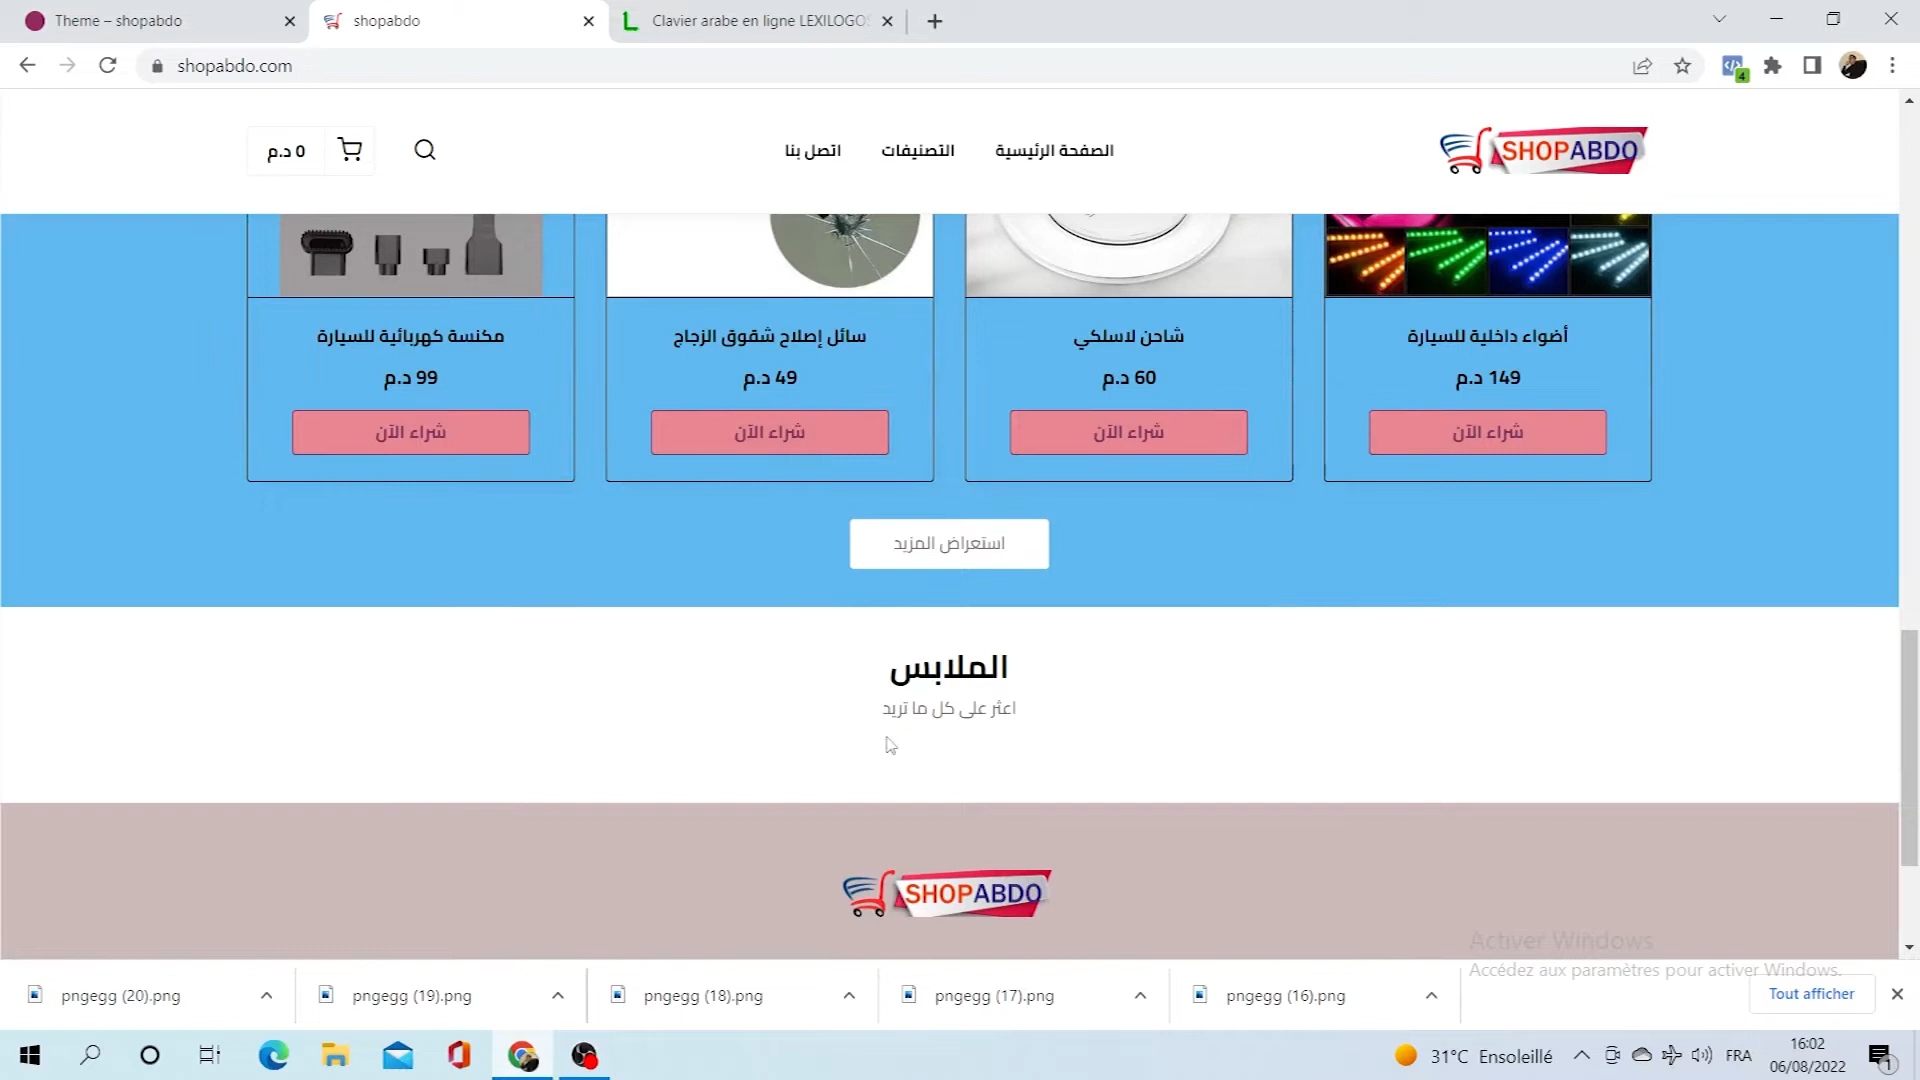 Theme – shopabdo
shopabdo
Clavier arabe en ligne LEXILOGOS
shopabdo.com
4
SHOPABDO
الصفحة الرئيسية
التصنيفات
اتصل بنا
0 د.م
أضواء داخلية للسيارة
149 د.م
شراء الآن
شاحن لاسلكي
60 د.م
شراء الآن
سائل إصلاح شقوق الزجاج
49 د.م
شراء الآن
مكنسة كهربائية للسيارة
99 د.م
شراء الآن
استعراض المزيد
الملابس
اعثر على كل ما تريد
SHOPABDO
Activer Windows
Accédez aux paramètres pour activer Windows.
pngegg (20).png
pngegg (19).png
pngegg (18).png
pngegg (17).png
pngegg (16).png
Tout afficher
31°C Ensoleillé
FRA
16:02
06/08/2022
1